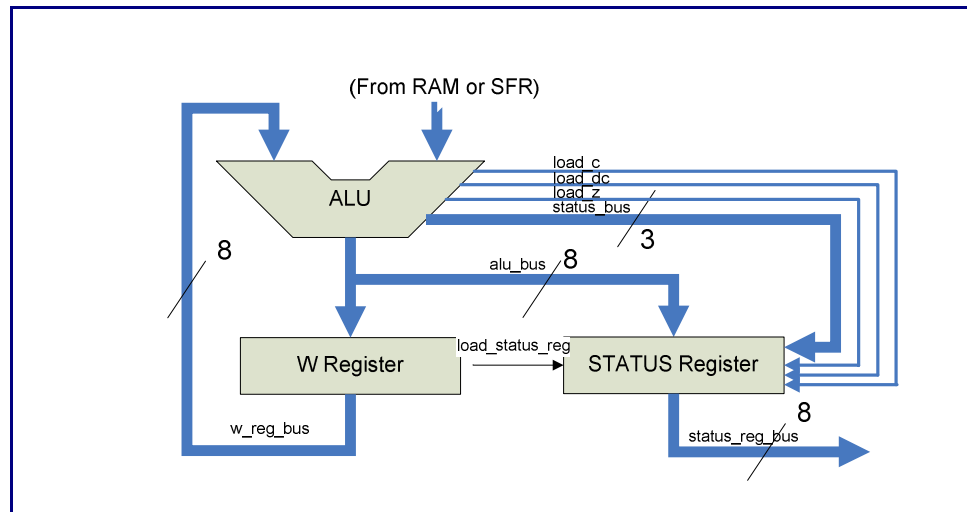 (From RAM or SFR)
load_c
load_dc
load_z
status_bus
ALU
3
8
8
alu_bus
load_status_reg
W Register
STATUS Register
8
w_reg_bus
status_reg_bus